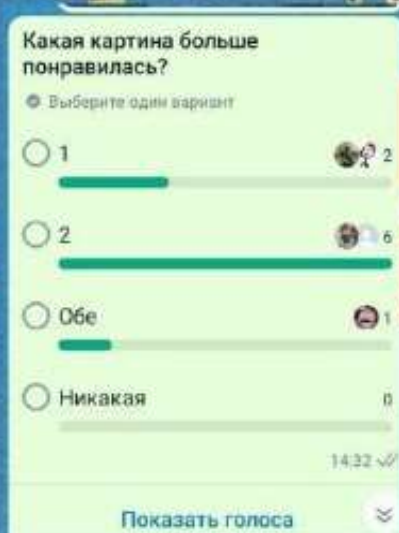 Какая картина больше
понравилась?
Выберите один вариант
1 2
2 6
Обе 1
Никакая 0
14:32
Показать голоса